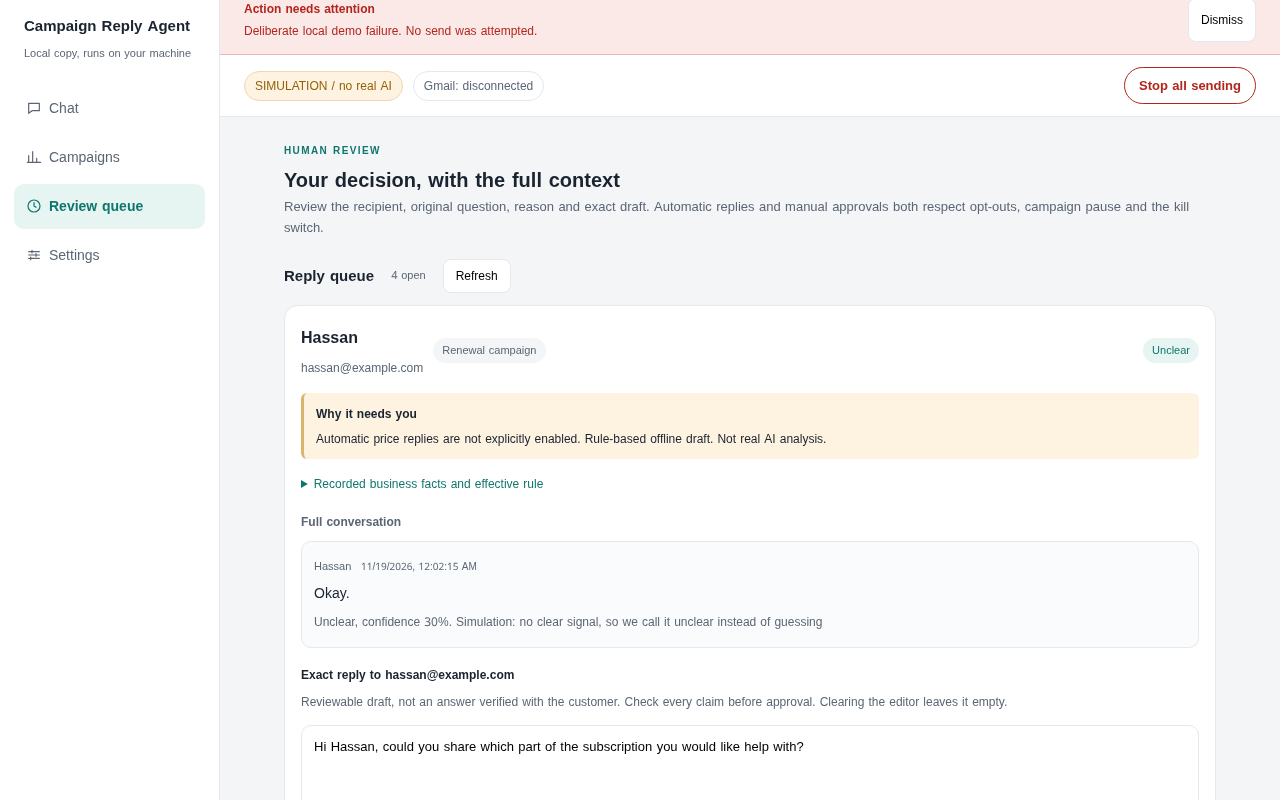 Campaign Reply Agent
Local copy, runs on your machine
Chat
Campaigns
Review queue
Settings
Action needs attention
Deliberate local demo failure. No send was attempted.
Dismiss
SIMULATION / no real AI
Gmail: disconnected
Stop all sending
HUMAN REVIEW
Your decision, with the full context
Review the recipient, original question, reason and exact draft. Automatic replies and manual approvals both respect opt-outs, campaign pause and the kill
switch.
Reply queue
4 open
Refresh
Hassan
hassan@example.com
Renewal campaign
Unclear
Why it needs you
Automatic price replies are not explicitly enabled. Rule-based offline draft. Not real AI analysis.
Recorded business facts and effective rule
Full conversation
Hassan 11/19/2026, 12:02:15 AM
Okay.
Unclear, confidence 30%. Simulation: no clear signal, so we call it unclear instead of guessing
Exact reply to hassan@example.com
Reviewable draft, not an answer verified with the customer. Check every claim before approval. Clearing the editor leaves it empty.
Hi Hassan, could you share which part of the subscription you would like help with?